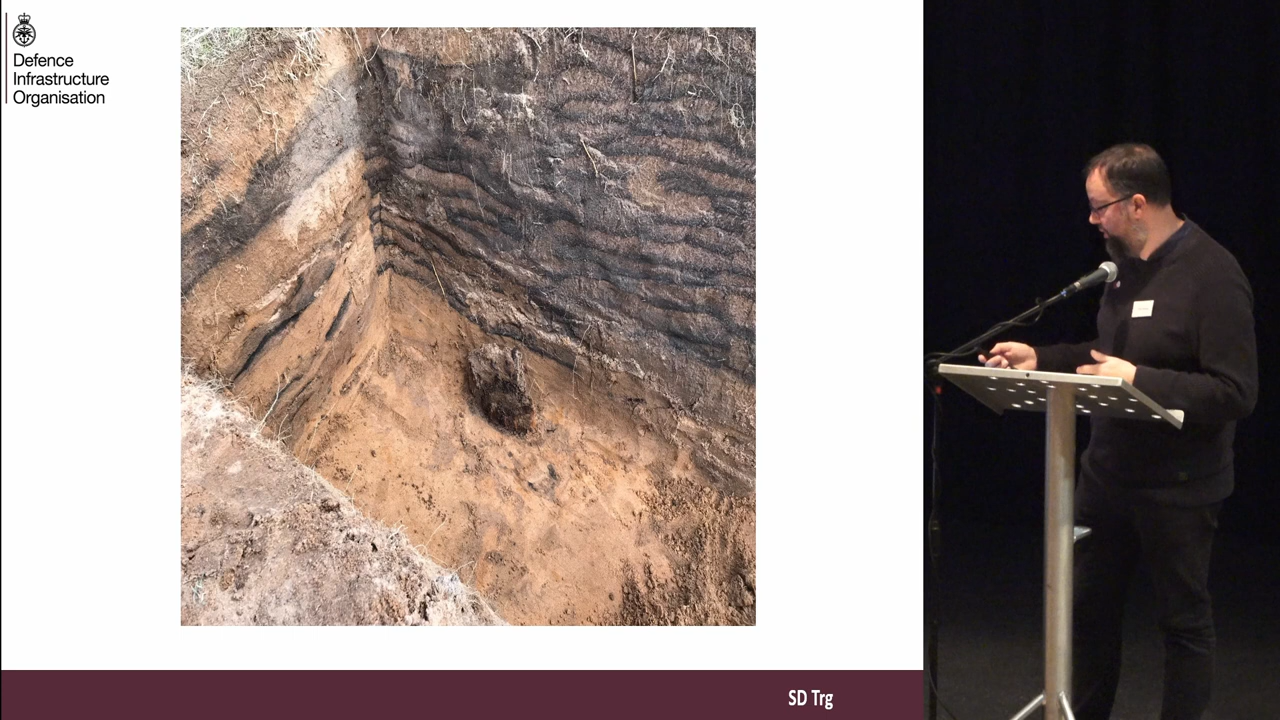 Defence
Infrastructure
Organisation
SD Trg